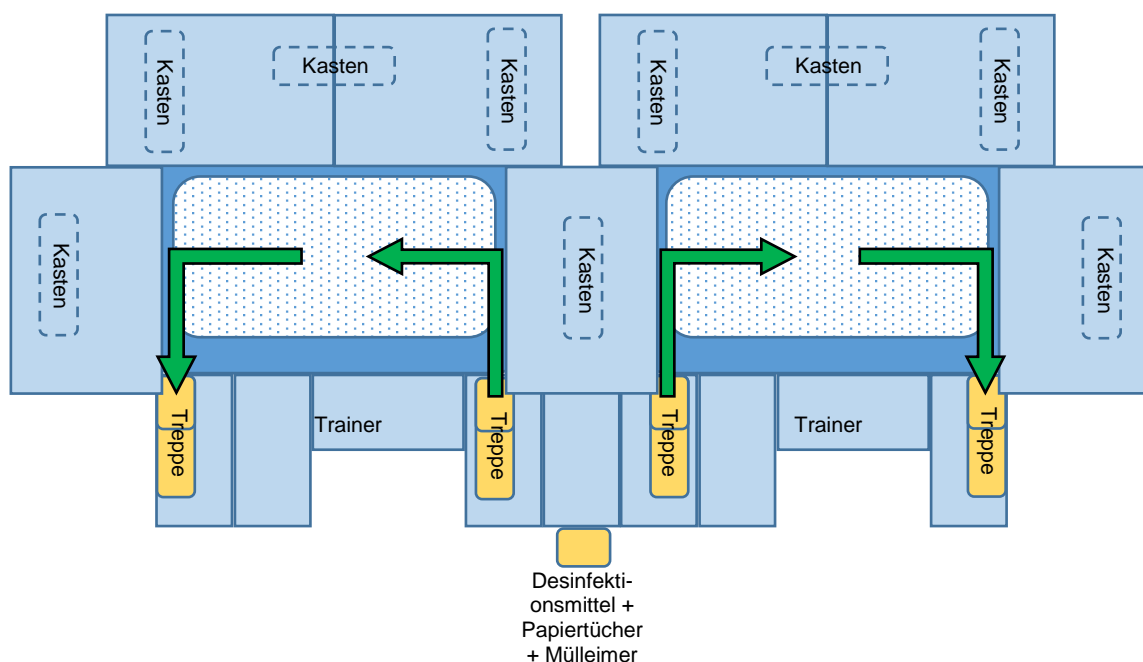 Kasten
Kasten
Kasten
Kasten
Kasten
Kasten
Kasten
Kasten
Kasten
Treppe
Trainer
Treppe
Treppe
Trainer
Treppe
Desinfekti-
onsmittel +
Papiertücher
+ Mülleimer